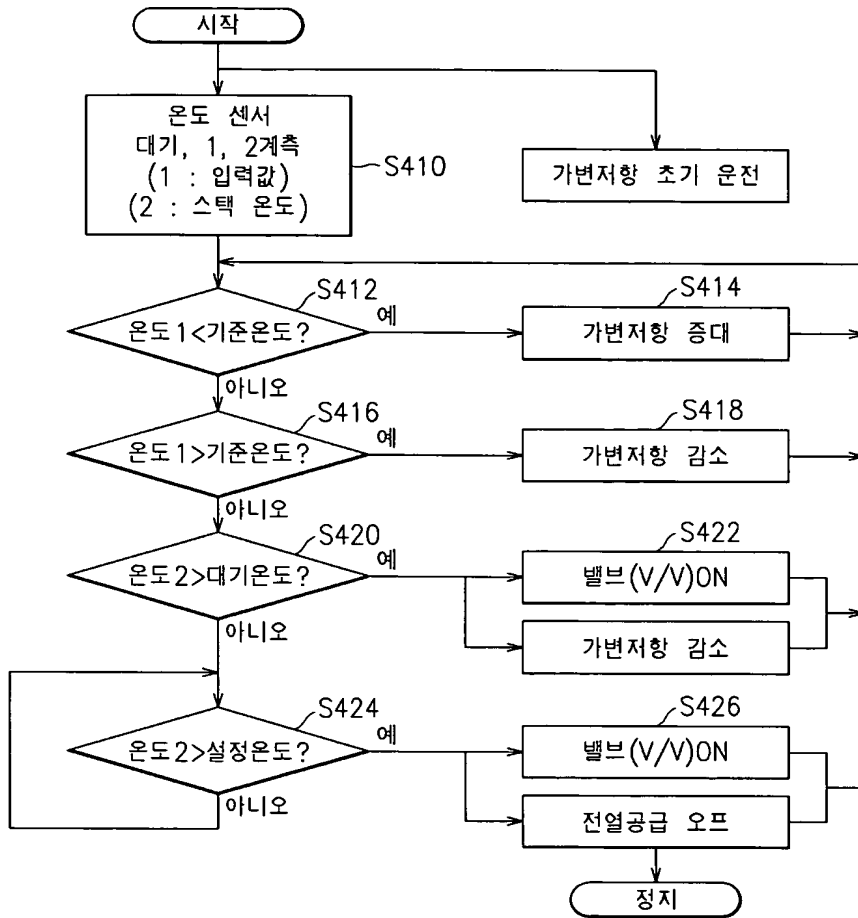 시작
온도 센서
대기, 1, 2계측
(1 : 입력값)
(2 : 스택 온도)
S410
가변저항 초기 운전
S412
온도1<기준온도?
예
아니오
S414
가변저항 증대
S416
온도1>기준온도?
예
아니오
S418
가변저항 감소
S420
온도2>대기온도?
예
아니오
S422
밸브(V/V)ON
가변저항 감소
S424
온도2>설정온도?
예
아니오
S426
밸브(V/V)ON
전열공급 오프
정지